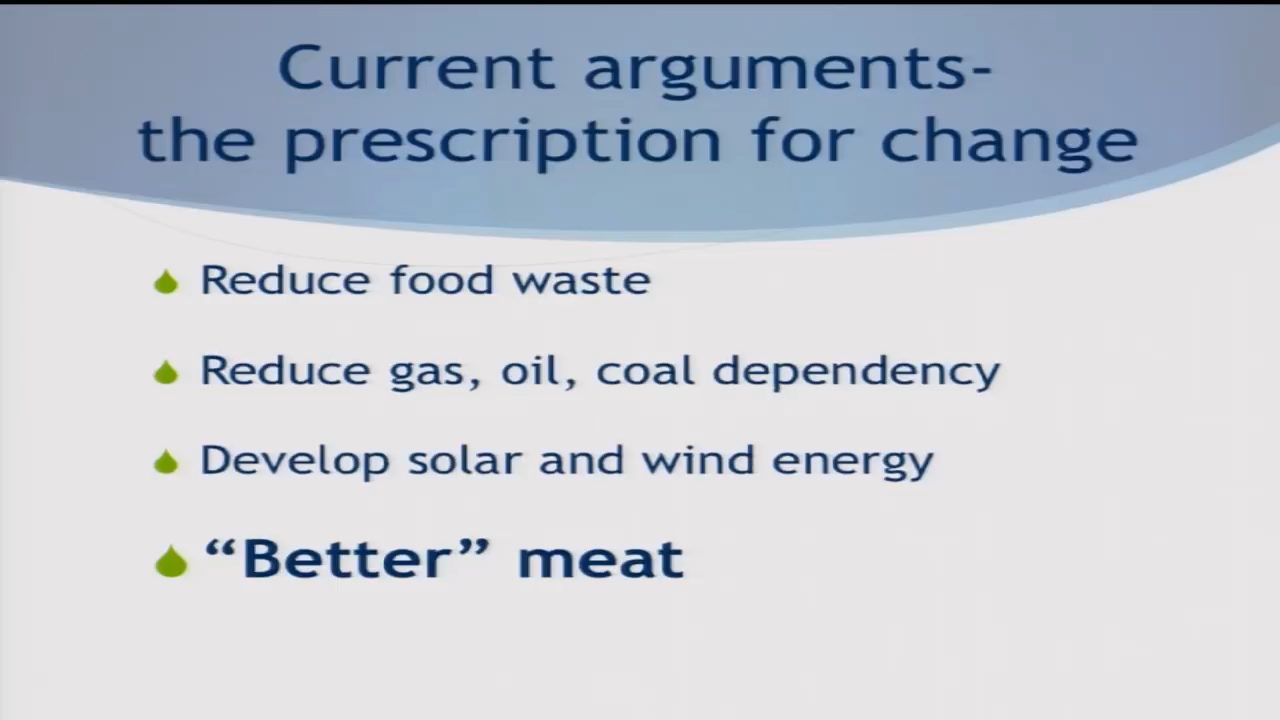 Current arguments-
the prescription for change
Reduce food waste
Reduce gas, oil, coal dependency
Develop solar and wind energy
“Better” meat